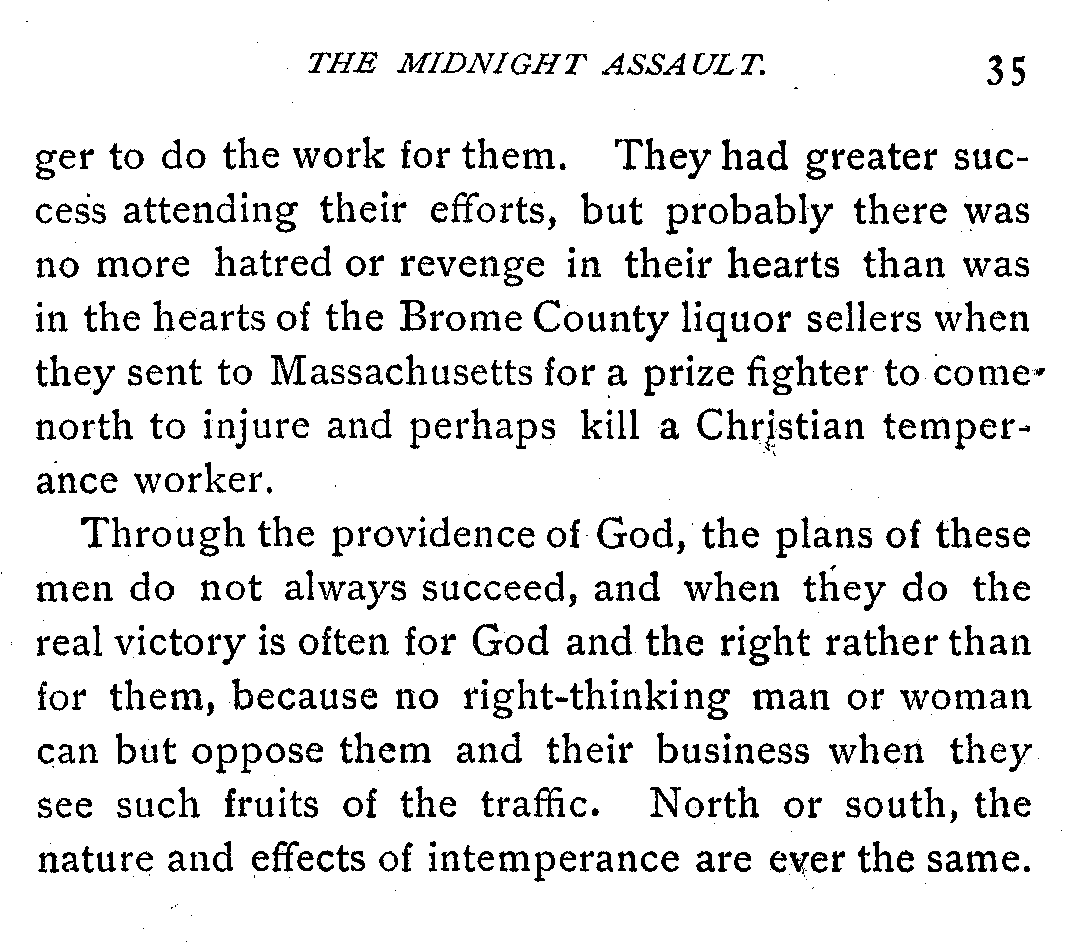 THE MIDNIGHT ASSAULT. 35
ger to do the work for them. They had greater suc-
cess attending their efforts, but probably there was
no more hatred or revenge in their hearts than was
in the hearts of the Brome County liquor sellers when
they sent to Massachusetts for a prize fighter to come
north to injure and perhaps kill a Christian temper-
ance worker.
Through the providence of God, the plans of these
men do not always succeed, and when they do the
real victory is often for God and the right rather than
for them, because no right-thinking man or woman
can but oppose them and their business when they
see such fruits of the traffic. North or south, the
nature and effects of intemperance are ever the same.